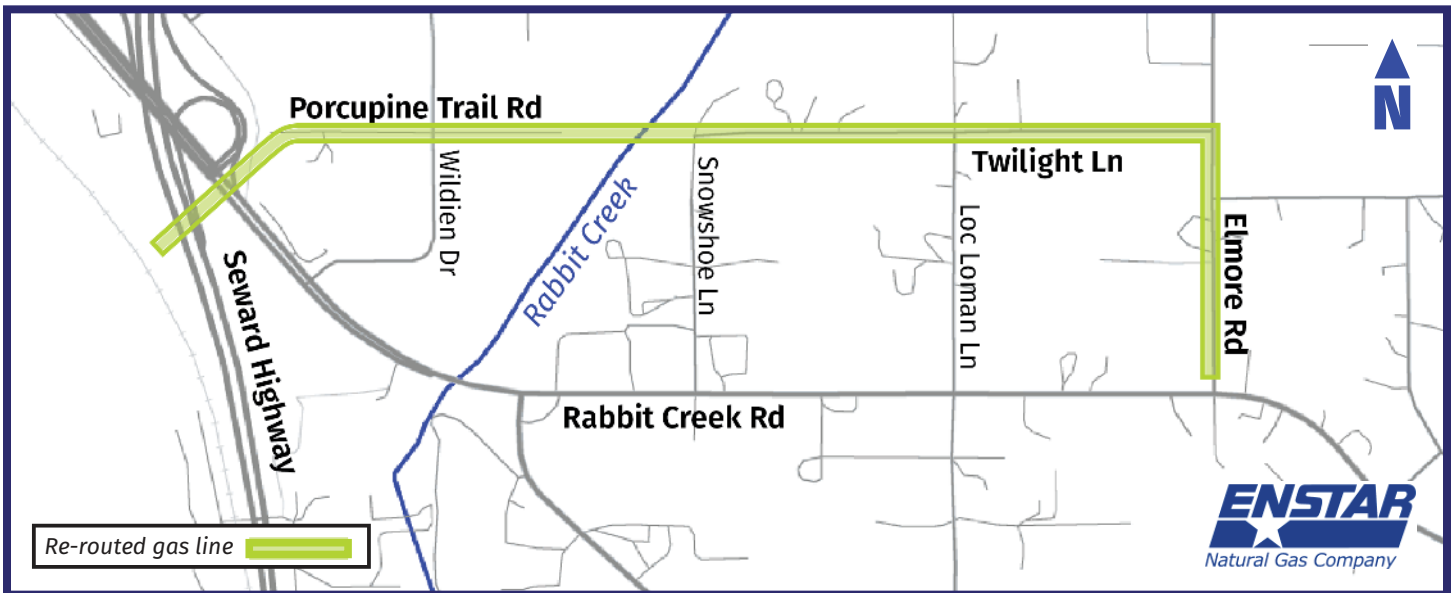 Porcupine Trail Rd
N
Wildien Dr
Rabbit Creek
Snowshoe Ln
Twilight Ln
Loc Loman Ln
Elmore Rd
Seward Highway
Rabbit Creek Rd
Re-routed gas line
ENSTAR
Natural Gas Company